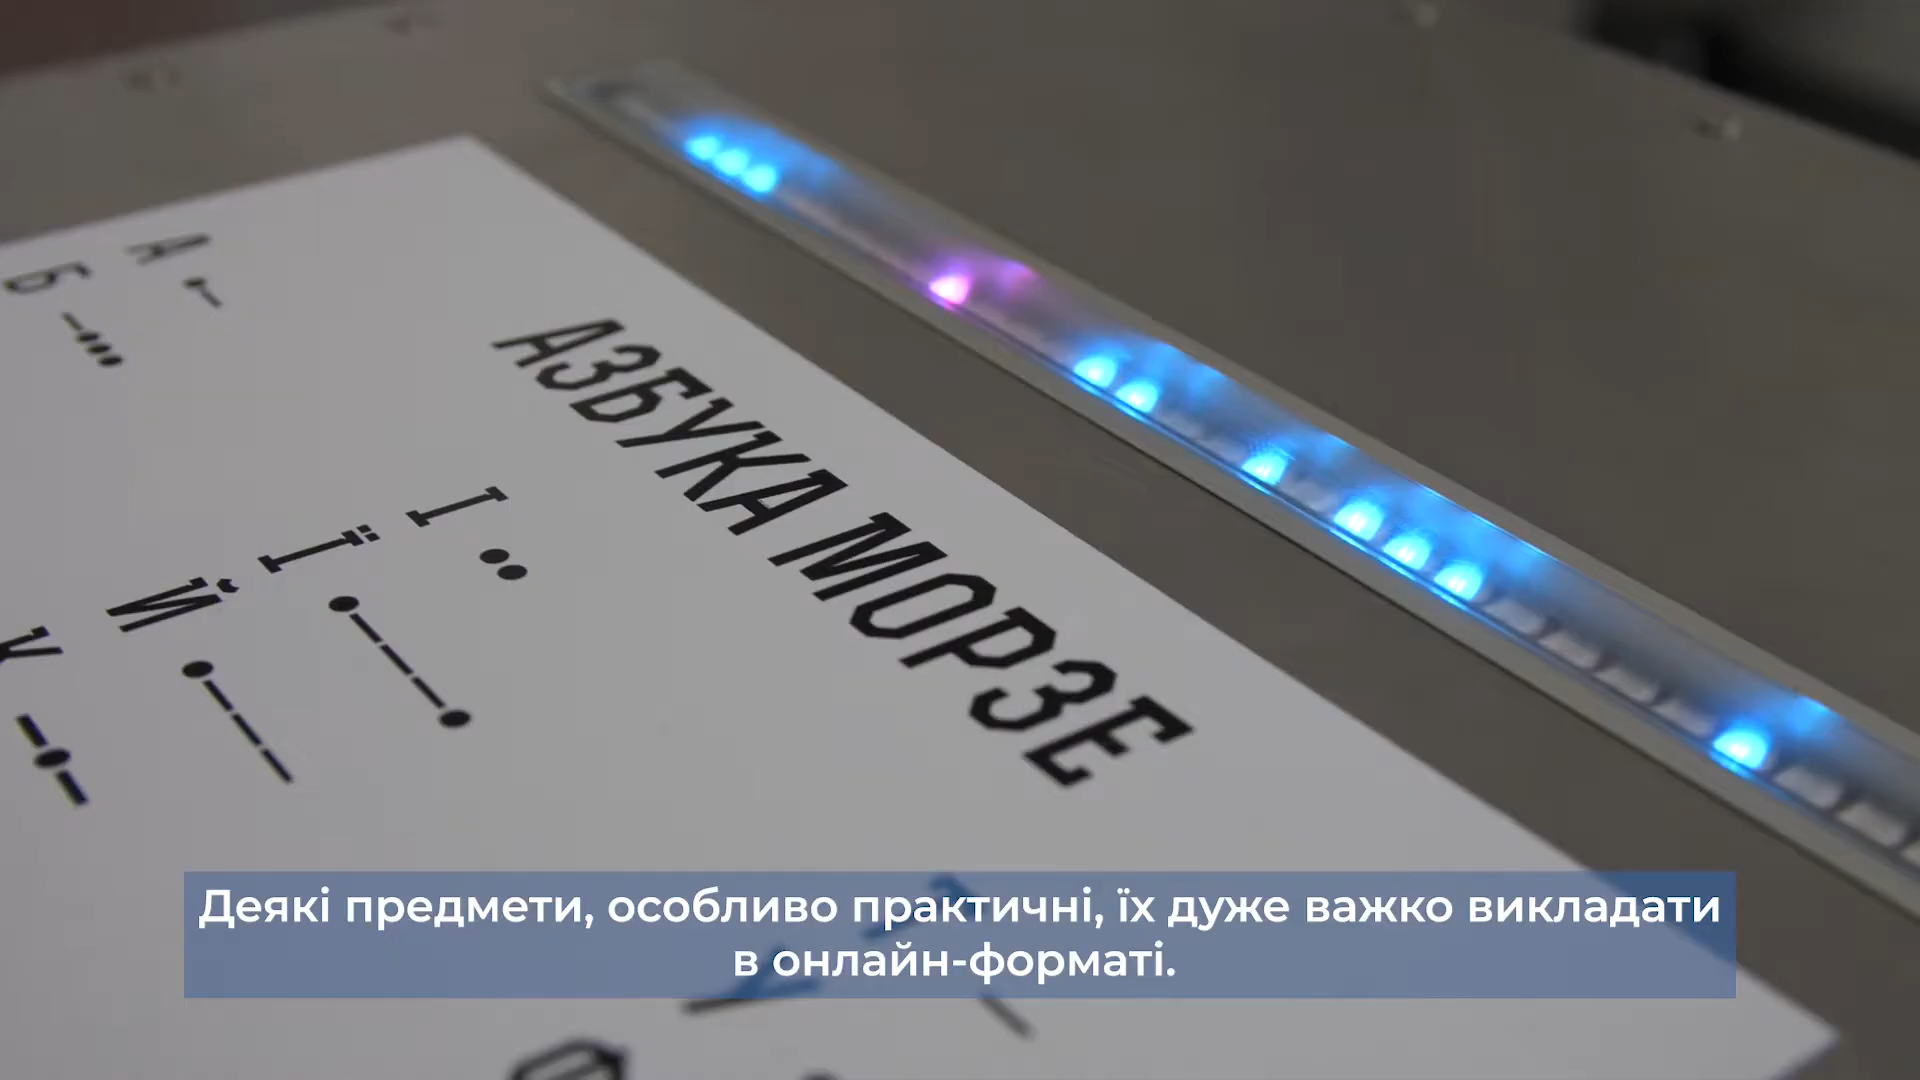 А
Б
АЗБУКА МОРЗЕ
І
Ї
Й
К
Деякі предмети, особливо практичні, їх дуже важко викладати
в онлайн-форматі.